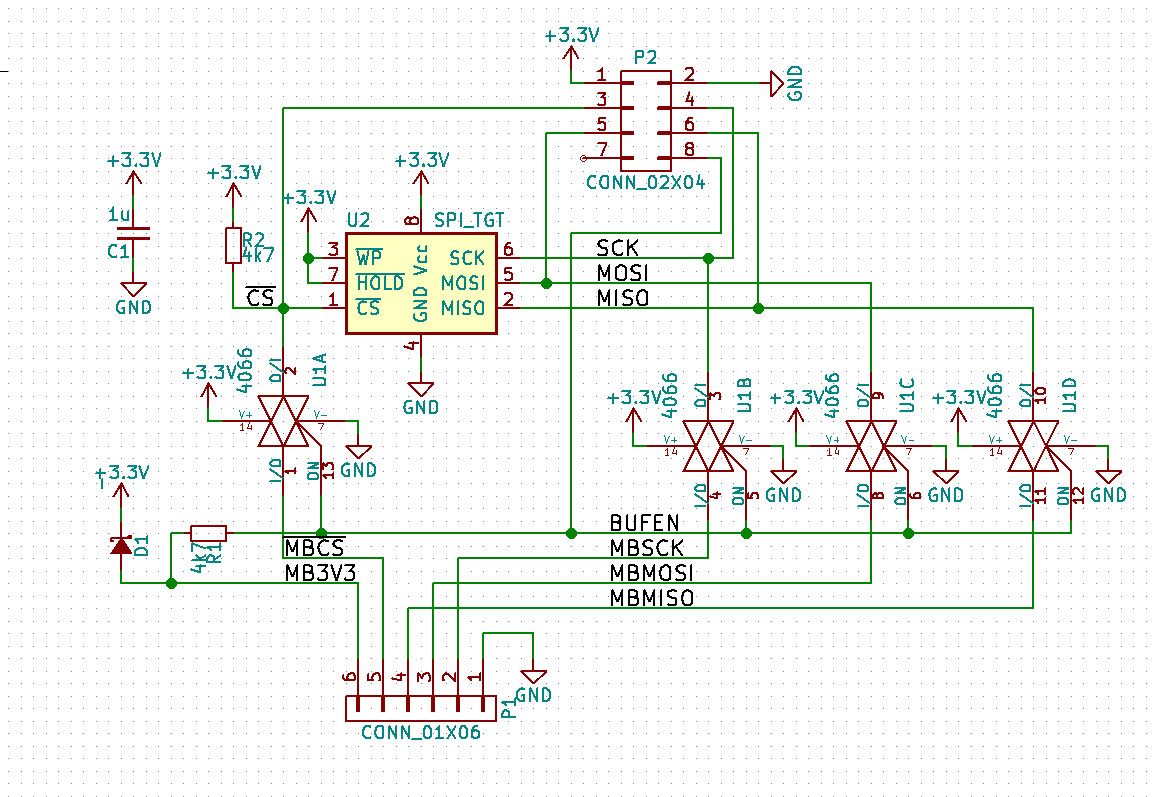 +3.3V
P2
1
2
GND
3
4
5
6
7
8
CONN_02X04
+3.3V
+3.3V
+3.3V
+3.3V
1u
C1
GND
R2
4k7
U2
SPI_TGT
8
Vcc
3
WP
SCK
6
SCK
7
HOLD
MOSI
5
MOSI
CS
1
CS
MISO
2
MISO
GND
4
GND
+3.3V
4066
O/I
2
U1A
V+
14
V-
7
GND
I/O
1
ON
13
+3.3V
4066
O/I
3
U1B
V+
14
V-
7
GND
I/O
4
ON
5
+3.3V
4066
O/I
9
U1C
V+
14
V-
7
GND
I/O
8
ON
6
+3.3V
4066
O/I
10
U1D
V+
14
V-
7
GND
I/O
11
ON
12
+3.3V
D1
4k7
R1
BUFEN
MBCS
MBSCK
MB3V3
MBMOSI
MBMISO
6
5
4
3
2
1
GND
P1
CONN_01X06